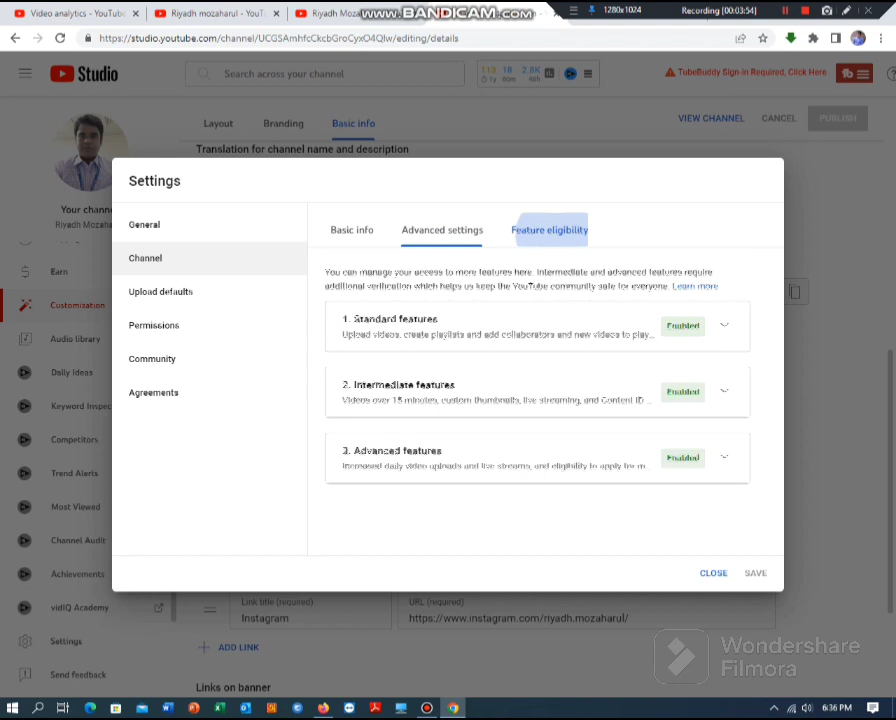 Video analytics - YouTube
Riyadh mozaharul - YouT
Riyadh Moza
www.BANDICAM.com
1280x1024
Recording [00:03:54]
https://studio.youtube.com/channel/UCGSAmhfcCkcbGroCyxO4Qlw/editing/details
Studio
Search across your channel
TubeBuddy Sign-in Required, Click Here
Layout
Branding
Basic info
VIEW CHANNEL
CANCEL
PUBLISH
Translation for channel name and description
Your chann
Riyadh Mozahar
Earn
Customization
Audio library
Daily Ideas
Keyword Inspec
Competitors
Trend Alerts
Most Viewed
Channel Audit
Achievements
vidIQ Academy
Settings
Send feedback
Settings
General
Channel
Upload defaults
Permissions
Community
Agreements
Basic info
Advanced settings
Feature eligibility
You can manage your access to more features here. Intermediate and advanced features require
additional verification which helps us keep the YouTube community safe for everyone. Learn more
1. Standard features
Upload videos, create playlists and add collaborators and new videos to play...
Enabled
2. Intermediate features
Videos over 15 minutes, custom thumbnails, live streaming, and Content ID ...
Enabled
3. Advanced features
Increased daily video uploads and live streams, and eligibility to apply for m...
Enabled
CLOSE
SAVE
Link title (required)
Instagram
URL (required)
https://www.instagram.com/riyadh.mozaharul/
ADD LINK
Links on banner
Wondershare
Filmora
6:36 PM